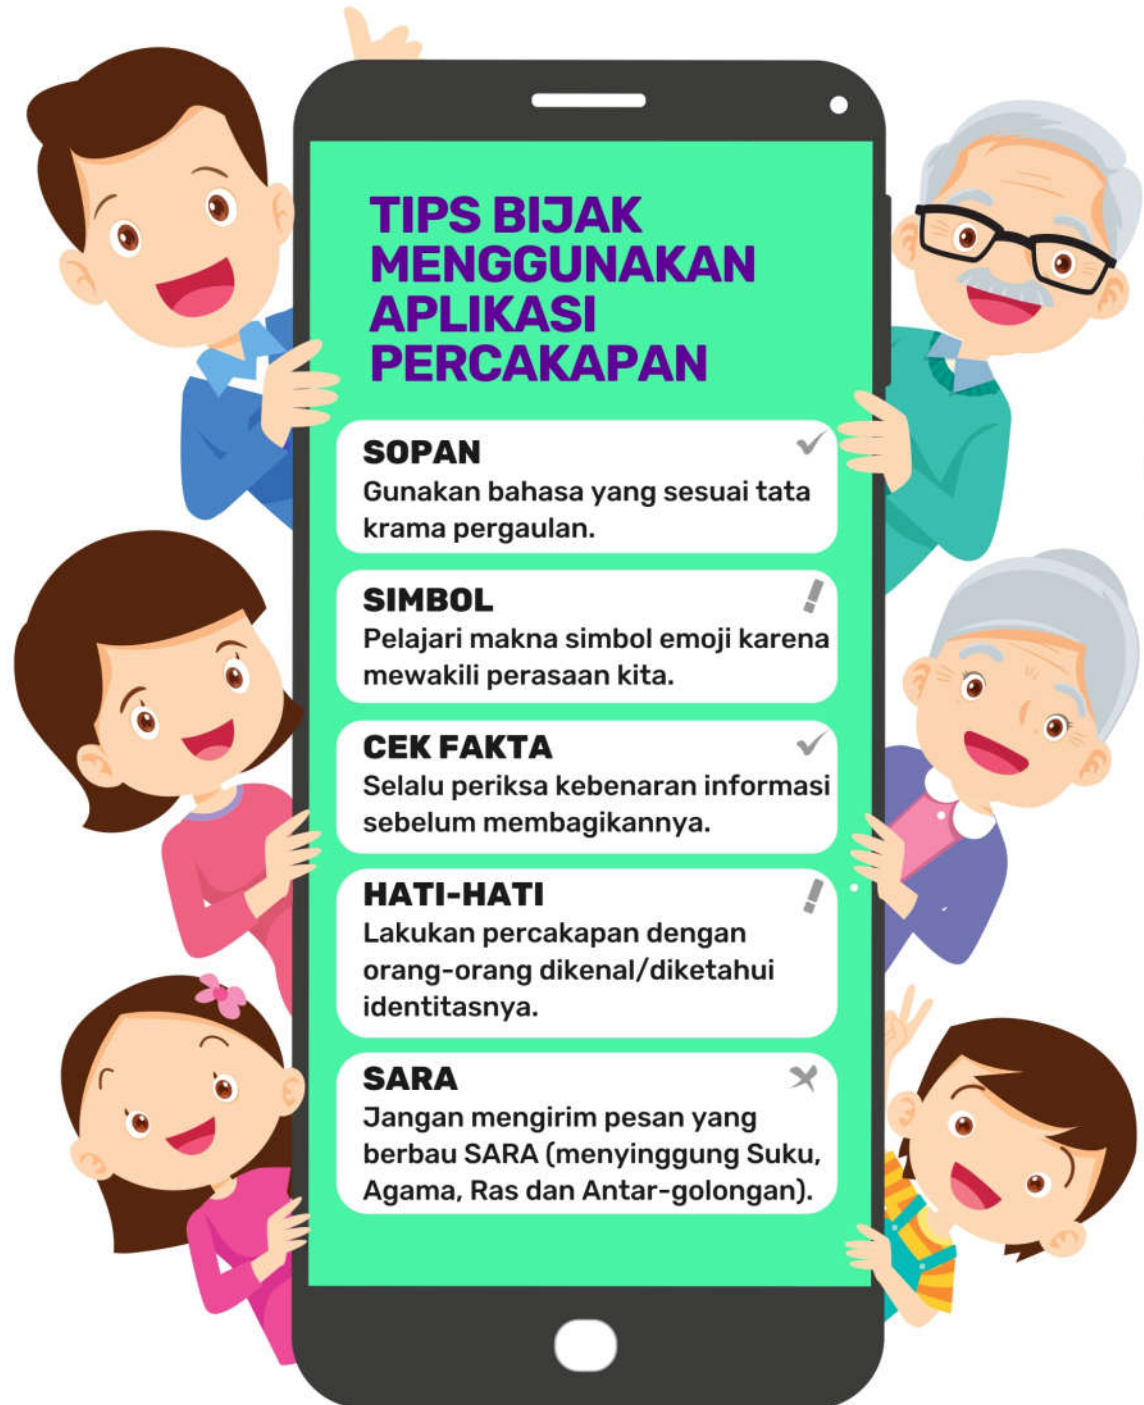 TIPS BIJAK
MENGGUNAKAN
APLIKASI
PERCAKAPAN
SOPAN
Gunakan bahasa yang sesuai tata
krama pergaulan.
SIMBOL
Pelajari makna simbol emoji karena
mewakili perasaan kita.
CEK FAKTA
Selalu periksa kebenaran informasi
sebelum membagikannya.
HATI-HATI
Lakukan percakapan dengan
orang-orang dikenal/diketahui
identitasnya.
SARA
Jangan mengirim pesan yang
berbau SARA (menyinggung Suku,
Agama, Ras dan Antar-golongan).